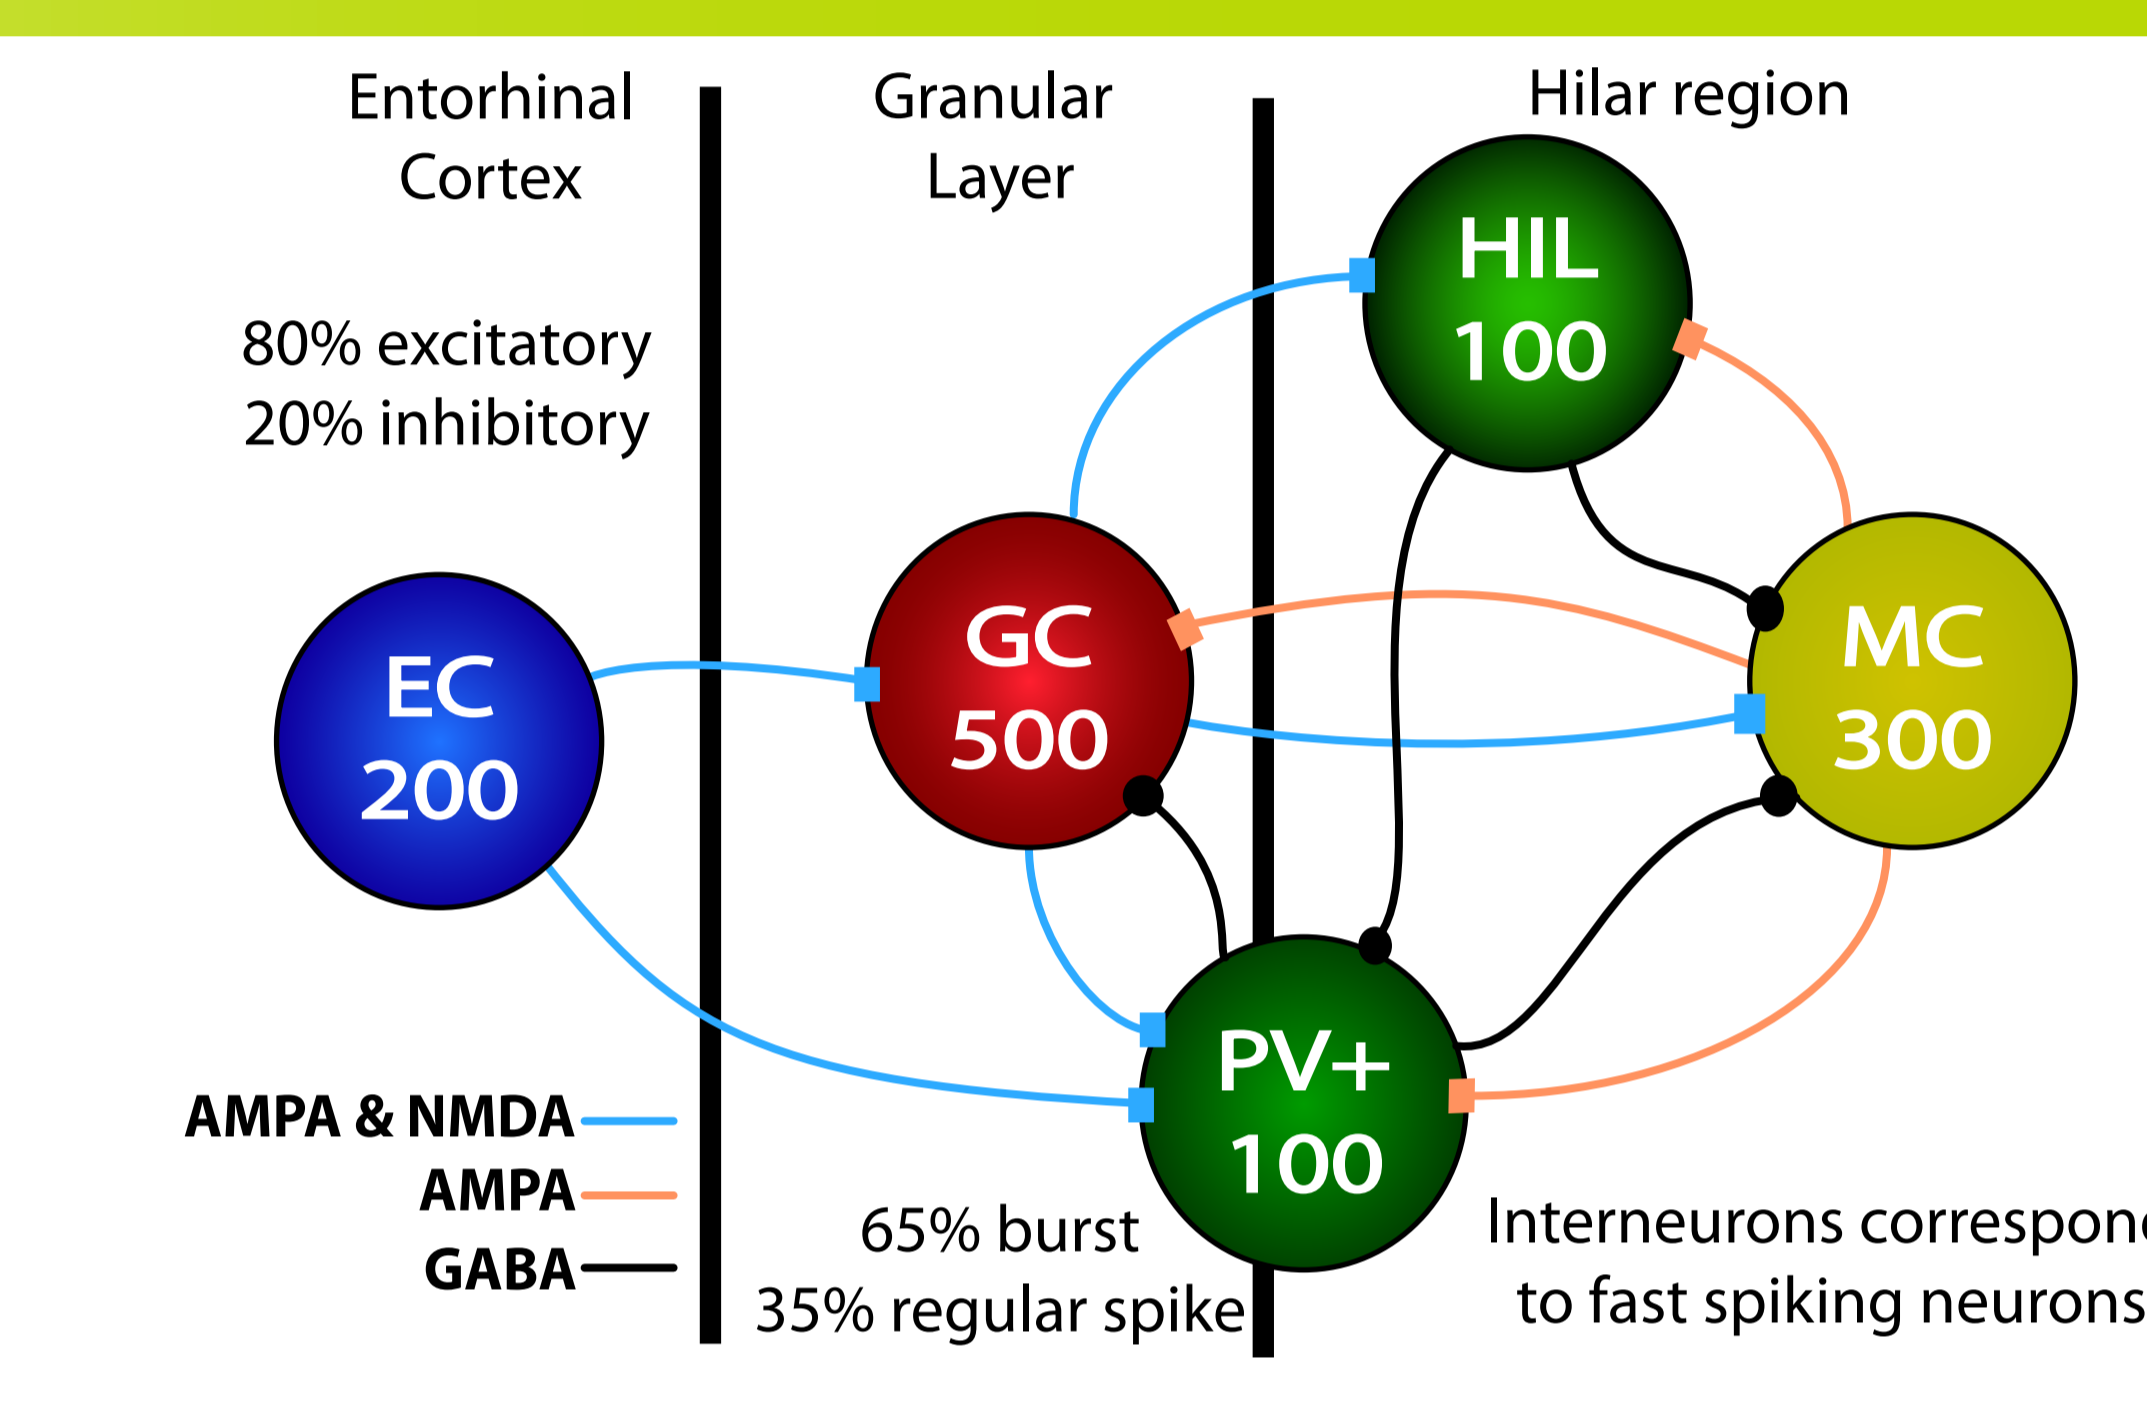 Entorhinal
Cortex
80% excitatory
20% inhibitory
Granular
Layer
Hilar region
HIL
100
EC
200
GC
500
MC
300
PV+
100
AMPA & NMDA
AMPA
GABA
65% burst
35% regular spike
Interneurons
to fast spiking neurons